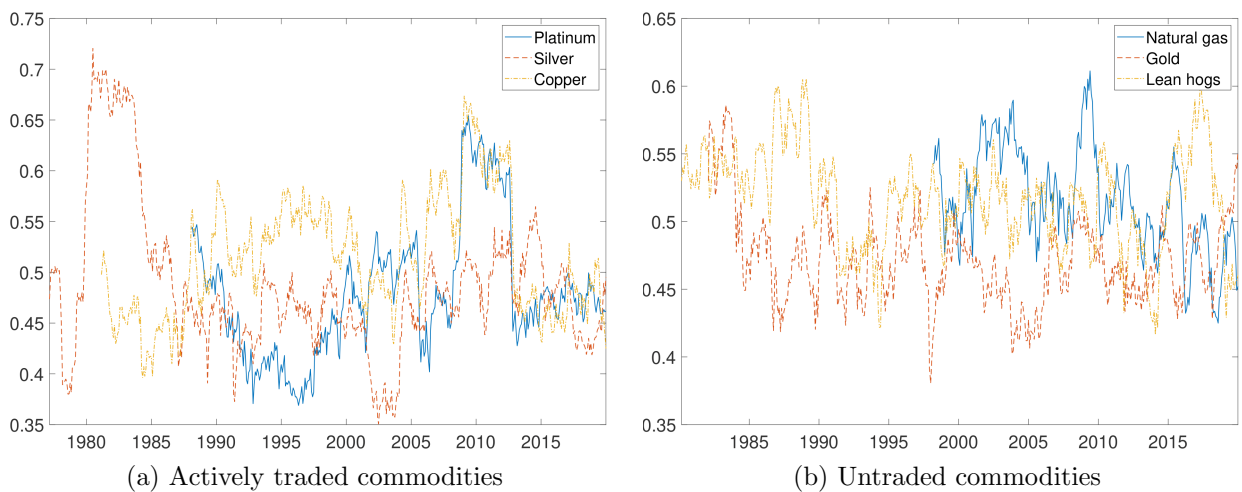 0.75
0.7
0.65
0.6
0.55
0.5
0.45
0.4
0.35
1980 1985 1990 1995 2000 2005 2010 2015
Platinum
Silver
Copper
(a) Actively traded commodities
0.65
0.6
0.55
0.5
0.45
0.4
0.35
1985 1990 1995 2000 2005 2010 2015
Natural gas
Gold
Lean hogs
(b) Untraded commodities